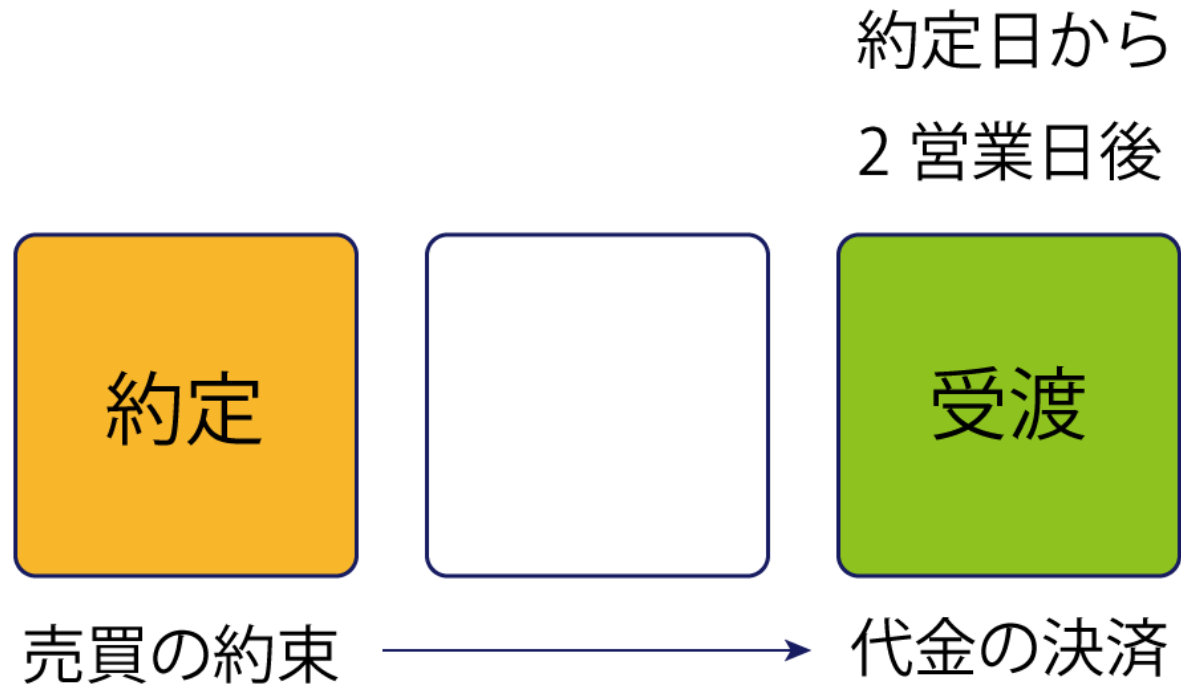 約定日から
2 営業日後
約定
受渡
売買の約束
代金の決済